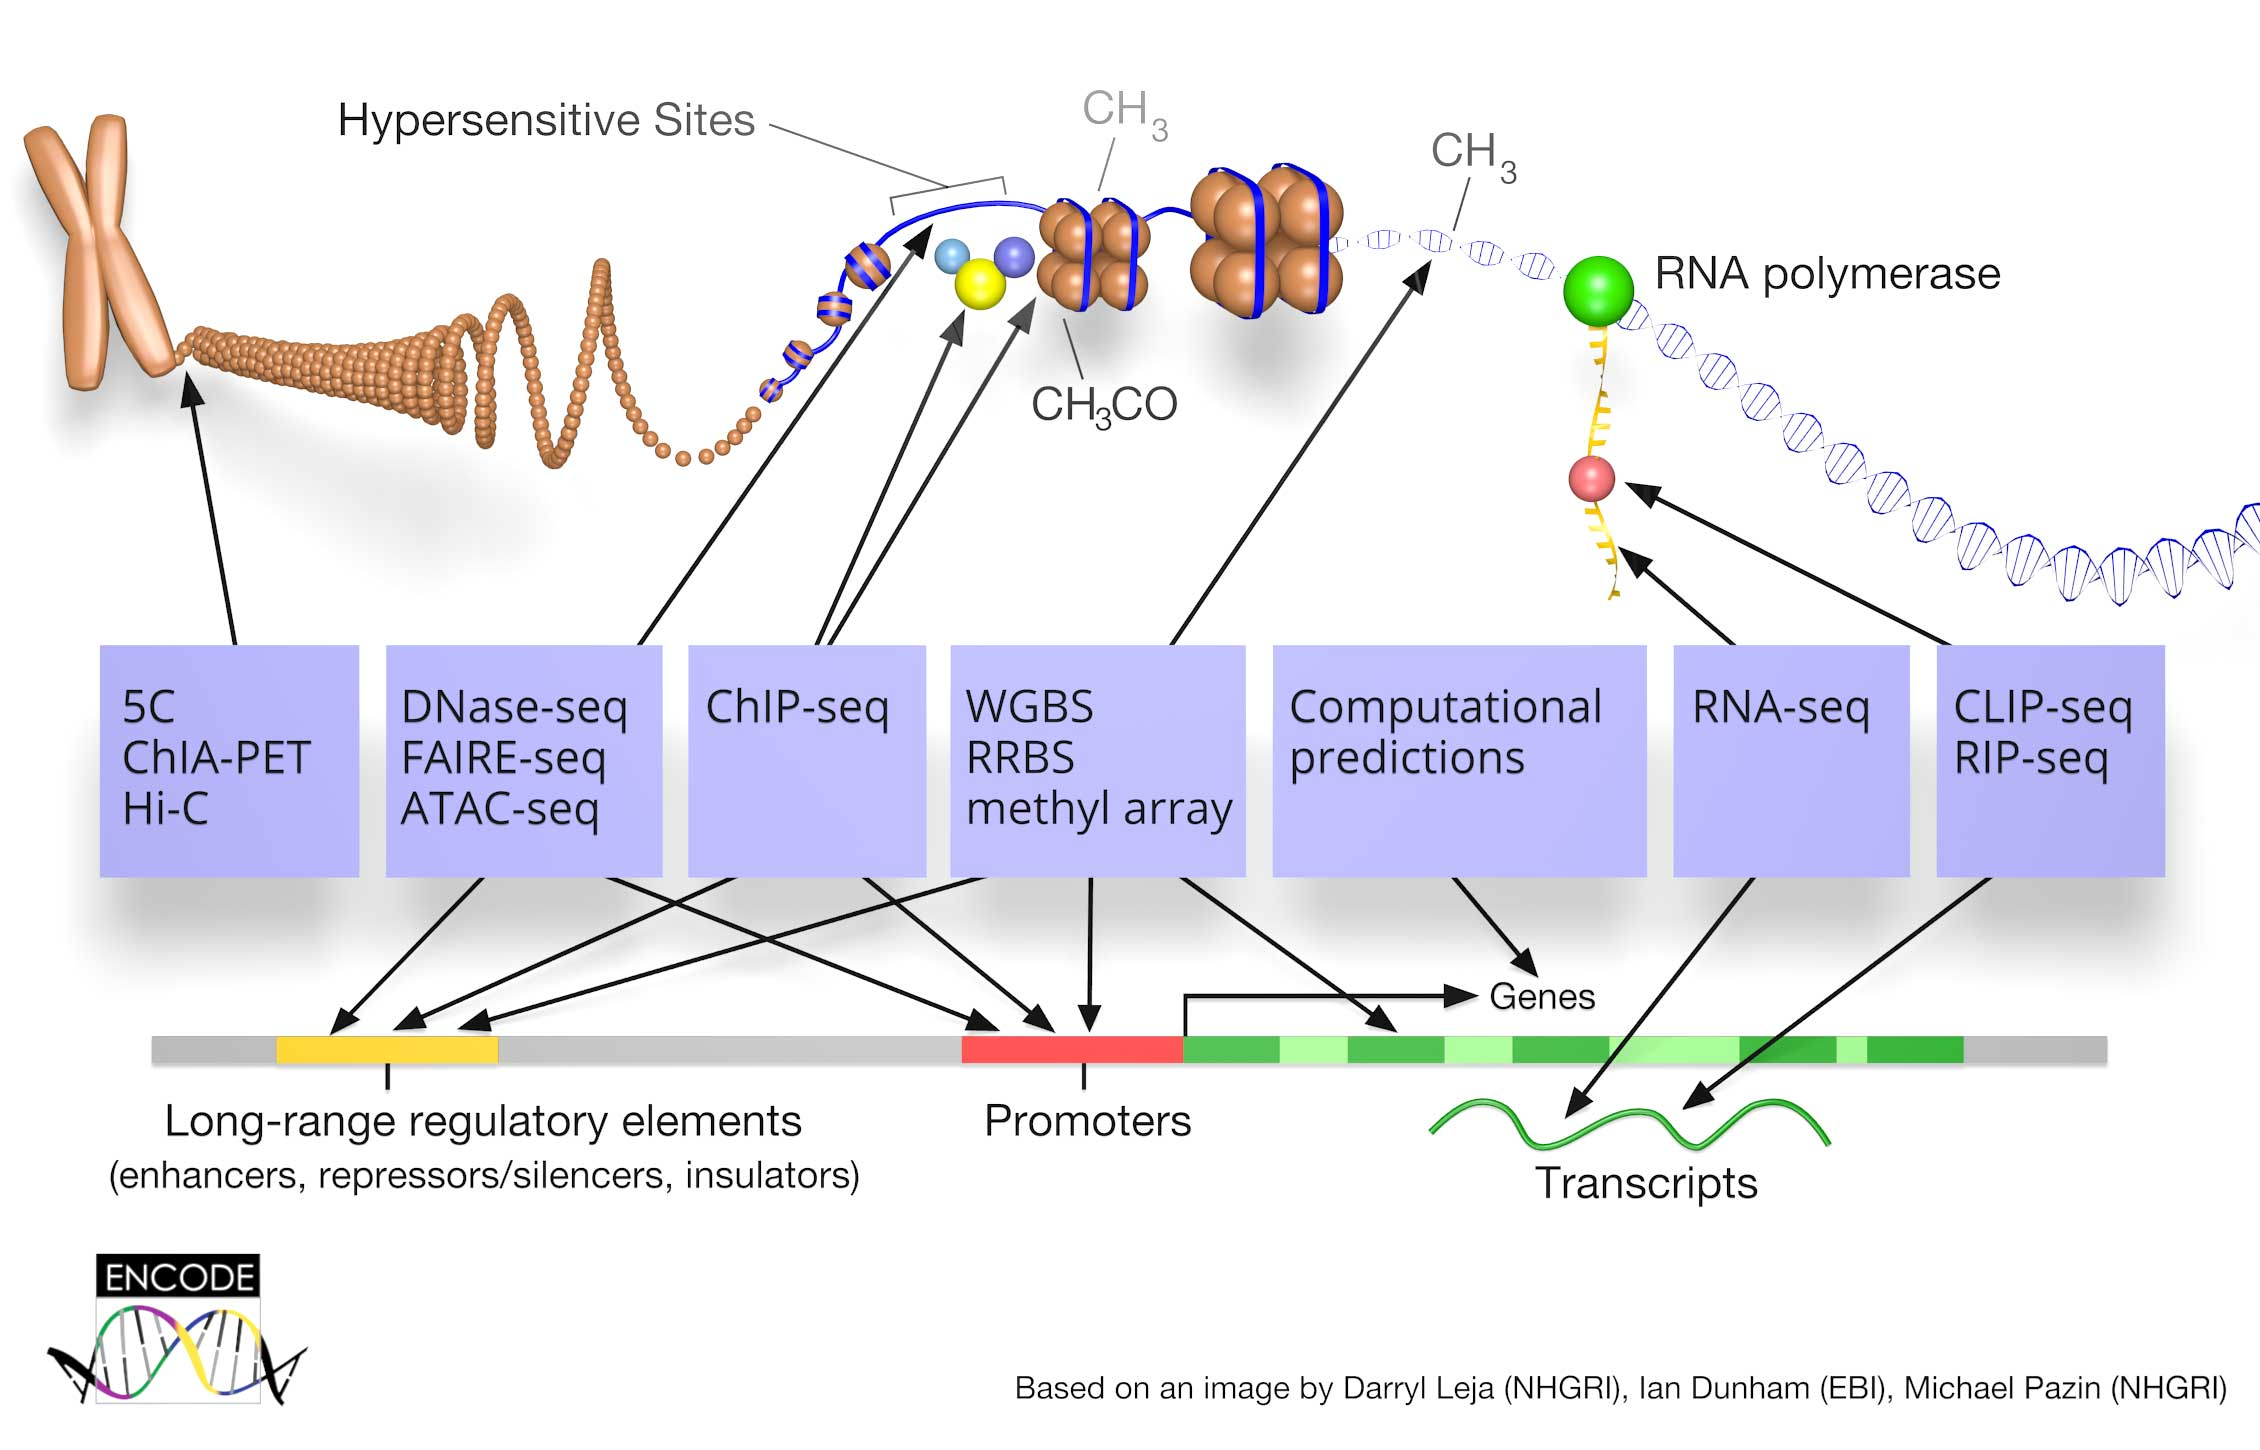 Hypersensitive Sites
CH3
CH3
RNA polymerase
CH3CO
5C
ChIA-PET
Hi-C
DNase-seq
FAIRE-seq
ATAC-seq
ChIP-seq
WGBS
RRBS
methyl array
Computational
predictions
RNA-seq
CLIP-seq
RIP-seq
Genes
Long-range regulatory elements
(enhancers, repressors/silencers, insulators)
Promoters
Transcripts
ENCODE
Based on an image by Darryl Leja (NHGRI), Ian Dunham (EBI), Michael Pazin (NHGRI)